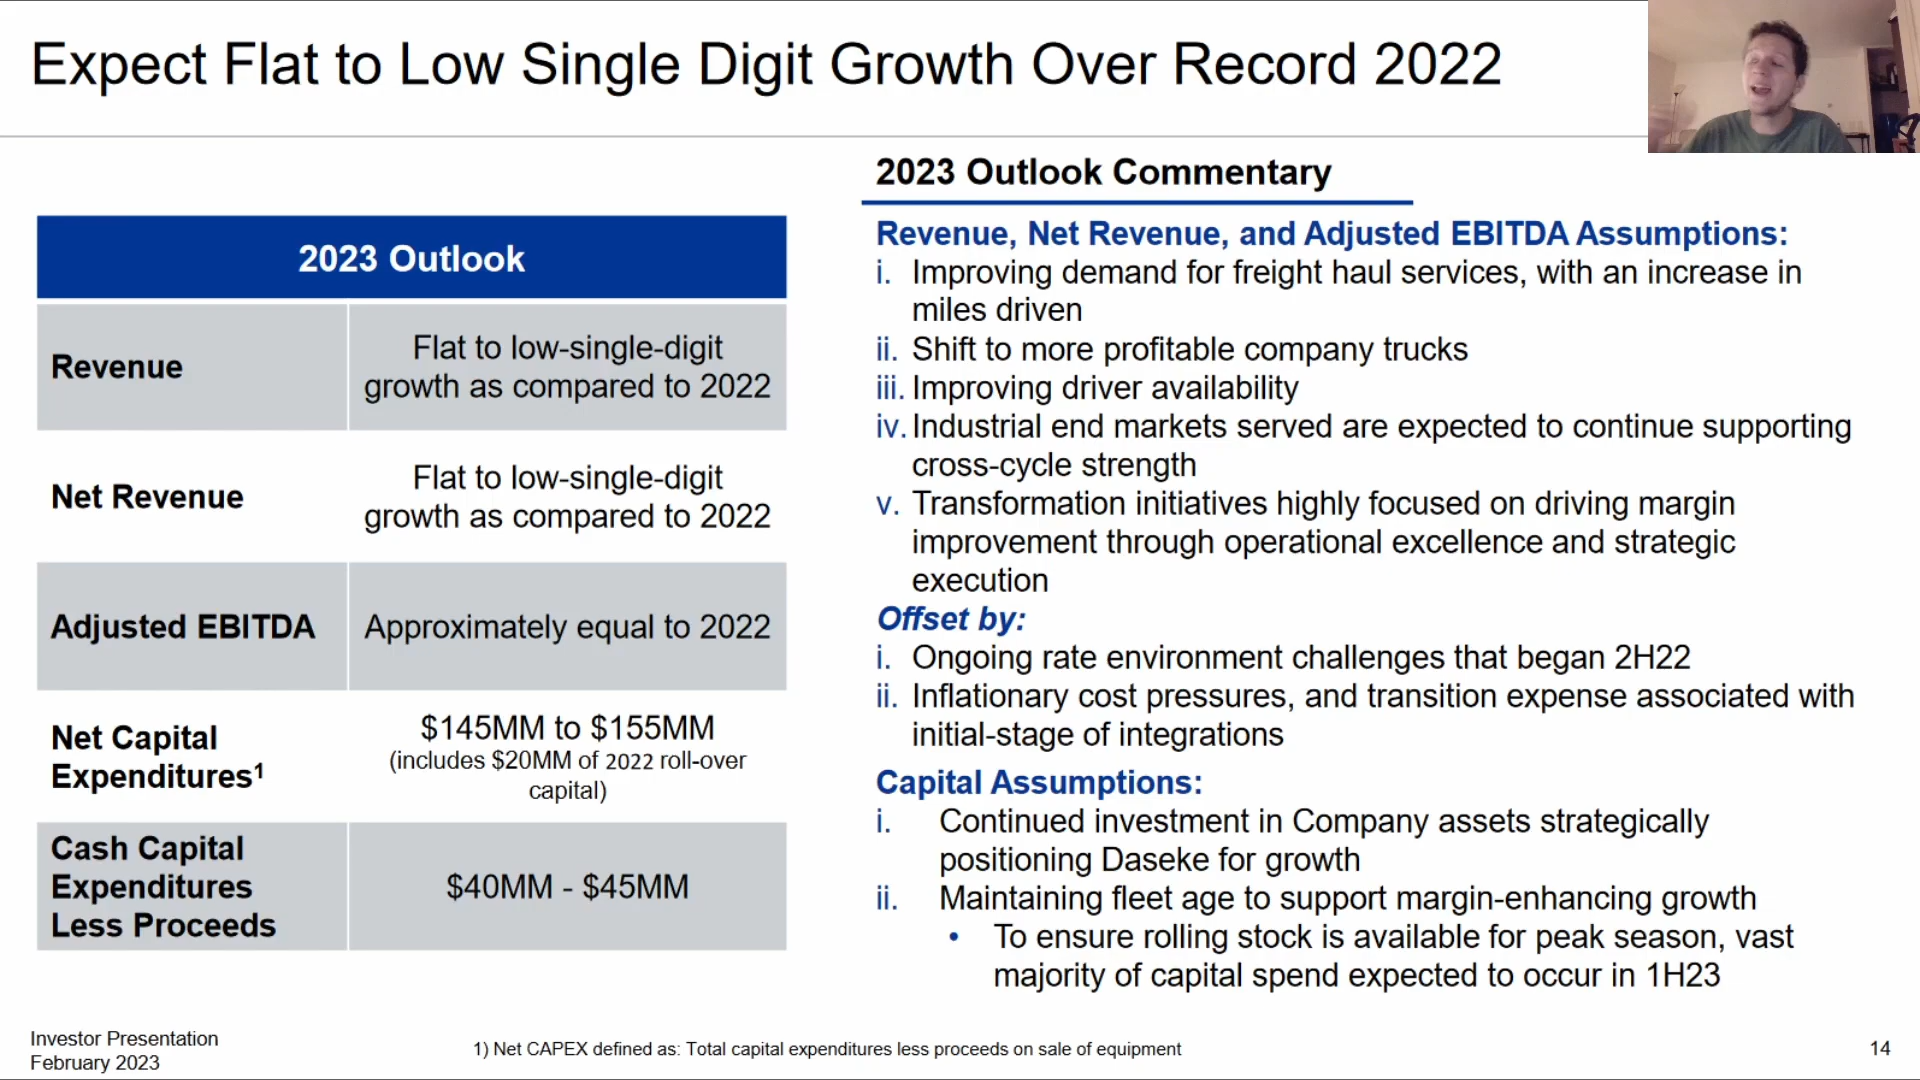 Expect Flat to Low Single Digit Growth Over Record 2022
2023 Outlook
Revenue
Flat to low-single-digit
growth as compared to 2022
Net Revenue
Flat to low-single-digit
growth as compared to 2022
Adjusted EBITDA
Approximately equal to 2022
Net Capital
Expenditures¹
$145MM to $155MM
(includes $20MM of 2022 roll-over
capital)
Cash Capital
Expenditures
Less Proceeds
$40MM - $45MM
2023 Outlook Commentary
Revenue, Net Revenue, and Adjusted EBITDA Assumptions:
i. Improving demand for freight haul services, with an increase in
miles driven
ii. Shift to more profitable company trucks
iii. Improving driver availability
iv. Industrial end markets served are expected to continue supporting
cross-cycle strength
v. Transformation initiatives highly focused on driving margin
improvement through operational excellence and strategic
execution
Offset by:
i. Ongoing rate environment challenges that began 2H22
ii. Inflationary cost pressures, and transition expense associated with
initial-stage of integrations
Capital Assumptions:
i. Continued investment in Company assets strategically
positioning Daseke for growth
ii. Maintaining fleet age to support margin-enhancing growth
• To ensure rolling stock is available for peak season, vast
majority of capital spend expected to occur in 1H23
Investor Presentation
February 2023
1) Net CAPEX defined as: Total capital expenditures less proceeds on sale of equipment
14